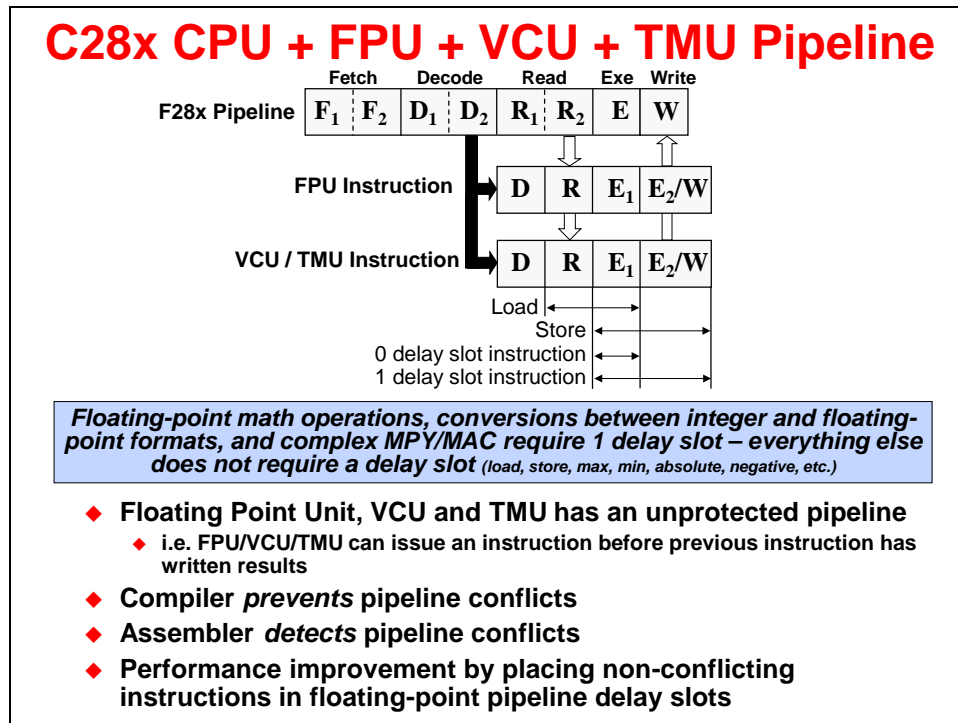 C28x CPU + FPU + VCU + TMU Pipeline
Fetch Decode Read Exe Write
F28x Pipeline F₁ F₂ D₁ D₂ R₁ R₂ E W
FPU Instruction D R E₁ E₂/W
VCU / TMU Instruction D R E₁ E₂/W
Load
Store
0 delay slot instruction
1 delay slot instruction
Floating-point math operations, conversions between integer and floating-
point formats, and complex MPY/MAC require 1 delay slot – everything else
does not require a delay slot (load, store, max, min, absolute, negative, etc.)
◆ Floating Point Unit, VCU and TMU has an unprotected pipeline
◆ i.e. FPU/VCU/TMU can issue an instruction before previous instruction has
written results
◆ Compiler prevents pipeline conflicts
◆ Assembler detects pipeline conflicts
◆ Performance improvement by placing non-conflicting
instructions in floating-point pipeline delay slots